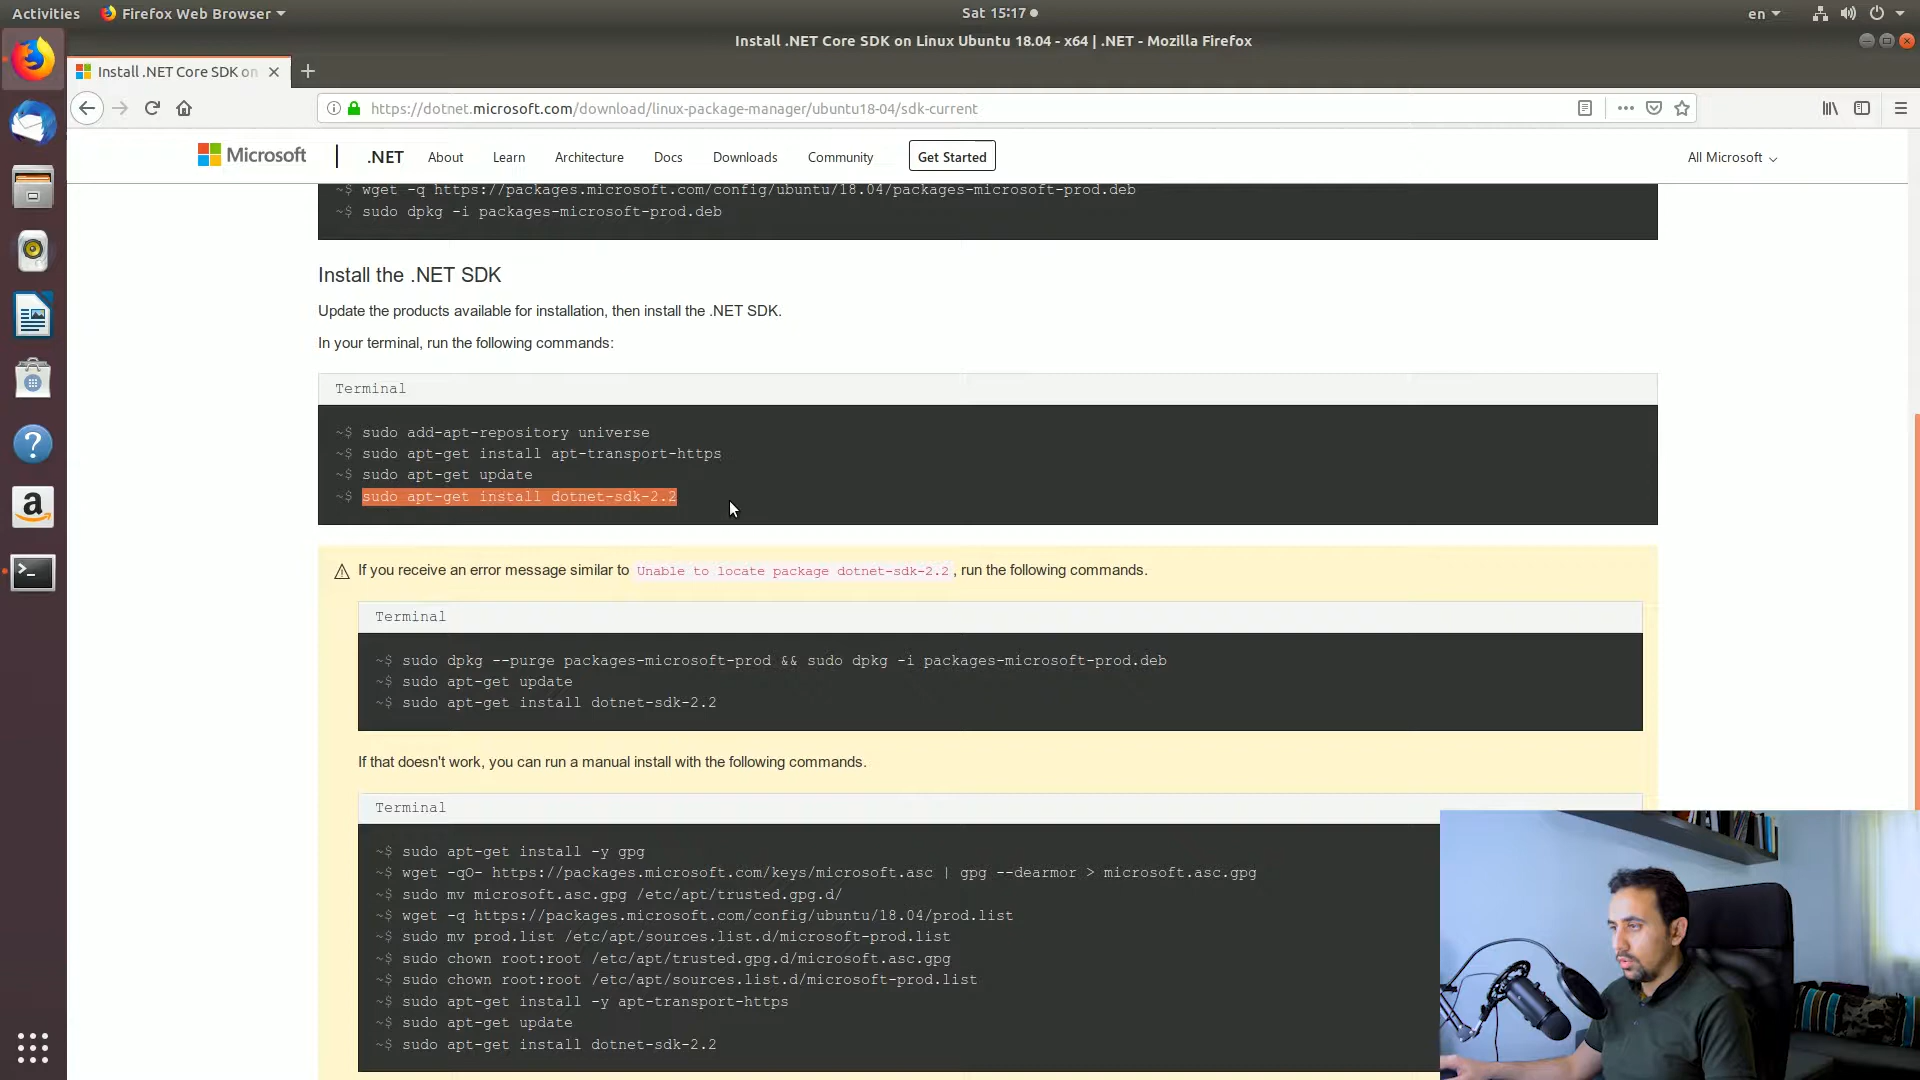 Activities
Firefox Web Browser
Sat 15:17
en
Install .NET Core SDK on Linux Ubuntu 18.04 - x64 | .NET - Mozilla Firefox
Install .NET Core SDK on
https://dotnet.microsoft.com/download/linux-package-manager/ubuntu18-04/sdk-current
Microsoft
.NET
About
Learn
Architecture
Docs
Downloads
Community
Get Started
All Microsoft
~$ wget -q https://packages.microsoft.com/config/ubuntu/18.04/packages-microsoft-prod.deb
~$ sudo dpkg -i packages-microsoft-prod.deb
Install the .NET SDK
Update the products available for installation, then install the .NET SDK.
In your terminal, run the following commands:
Terminal
~$ sudo add-apt-repository universe
~$ sudo apt-get install apt-transport-https
~$ sudo apt-get update
~$ sudo apt-get install dotnet-sdk-2.2
If you receive an error message similar to Unable to locate package dotnet-sdk-2.2, run the following commands.
Terminal
~$ sudo dpkg --purge packages-microsoft-prod && sudo dpkg -i packages-microsoft-prod.deb
~$ sudo apt-get update
~$ sudo apt-get install dotnet-sdk-2.2
If that doesn't work, you can run a manual install with the following commands.
Terminal
~$ sudo apt-get install -y gpg
~$ wget -qO- https://packages.microsoft.com/keys/microsoft.asc | gpg --dearmor > microsoft.asc.gpg
~$ sudo mv microsoft.asc.gpg /etc/apt/trusted.gpg.d/
~$ wget -q https://packages.microsoft.com/config/ubuntu/18.04/prod.list
~$ sudo mv prod.list /etc/apt/sources.list.d/microsoft-prod.list
~$ sudo chown root:root /etc/apt/trusted.gpg.d/microsoft.asc.gpg
~$ sudo chown root:root /etc/apt/sources.list.d/microsoft-prod.list
~$ sudo apt-get install -y apt-transport-https
~$ sudo apt-get update
~$ sudo apt-get install dotnet-sdk-2.2